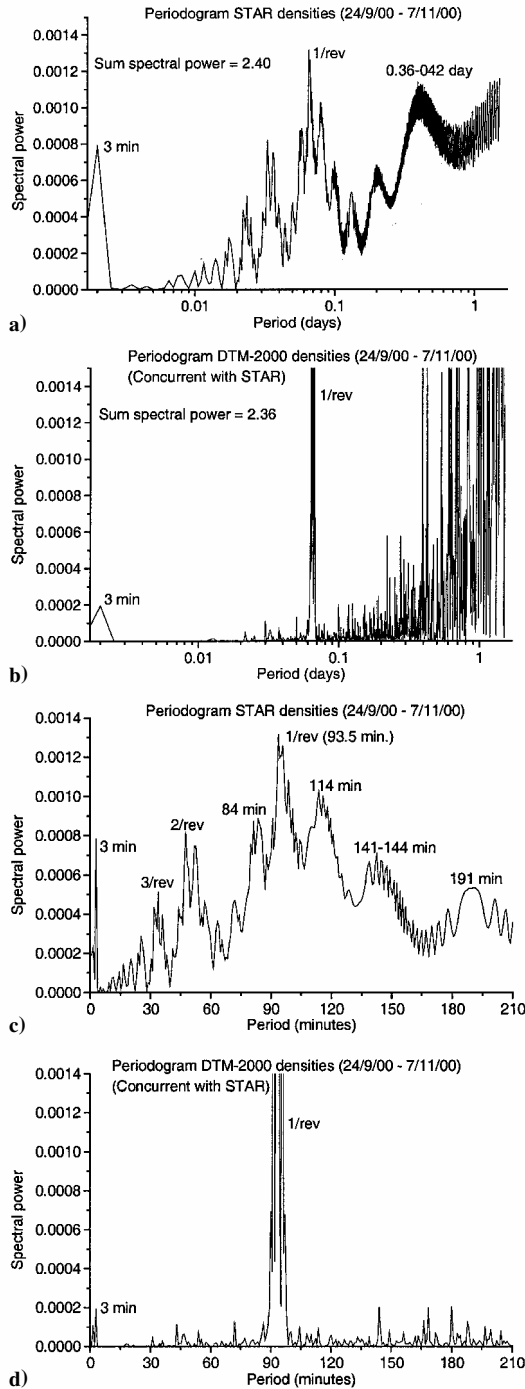 Periodogram STAR densities (24/9/00 - 7/11/00)
0.0014
1/rev
Sum spectral power = 2.40
0.36-042 day
0.0012
0.0010
3 min
0.0008
0.0006
0.0004
0.0002
0.0000
Spectral power
0.01
0.1
1
Period (days)
a)
Periodogram DTM-2000 densities (24/9/00 - 7/11/00)
(Concurrent with STAR)
0.0014
1/rev
Sum spectral power = 2.36
0.0012
0.0010
0.0008
0.0006
0.0004
3 min
0.0002
0.0000
Spectral power
0.01
0.1
1
Period (days)
b)
Periodogram STAR densities (24/9/00 - 7/11/00)
0.0014
1/rev (93.5 min.)
0.0012
114 min
0.0010
84 min
2/rev
3 min
0.0008
141-144 min
3/rev
191 min
0.0006
0.0004
0.0002
0.0000
Spectral power
0
30
60
90
120
150
180
210
Period (minutes)
c)
Periodogram DTM-2000 densities (24/9/00 - 7/11/00)
(Concurrent with STAR)
0.0014
1/rev
0.0012
0.0010
0.0008
0.0006
0.0004
3 min
0.0002
0.0000
Spectral power
0
30
60
90
120
150
180
210
Period (minutes)
d)